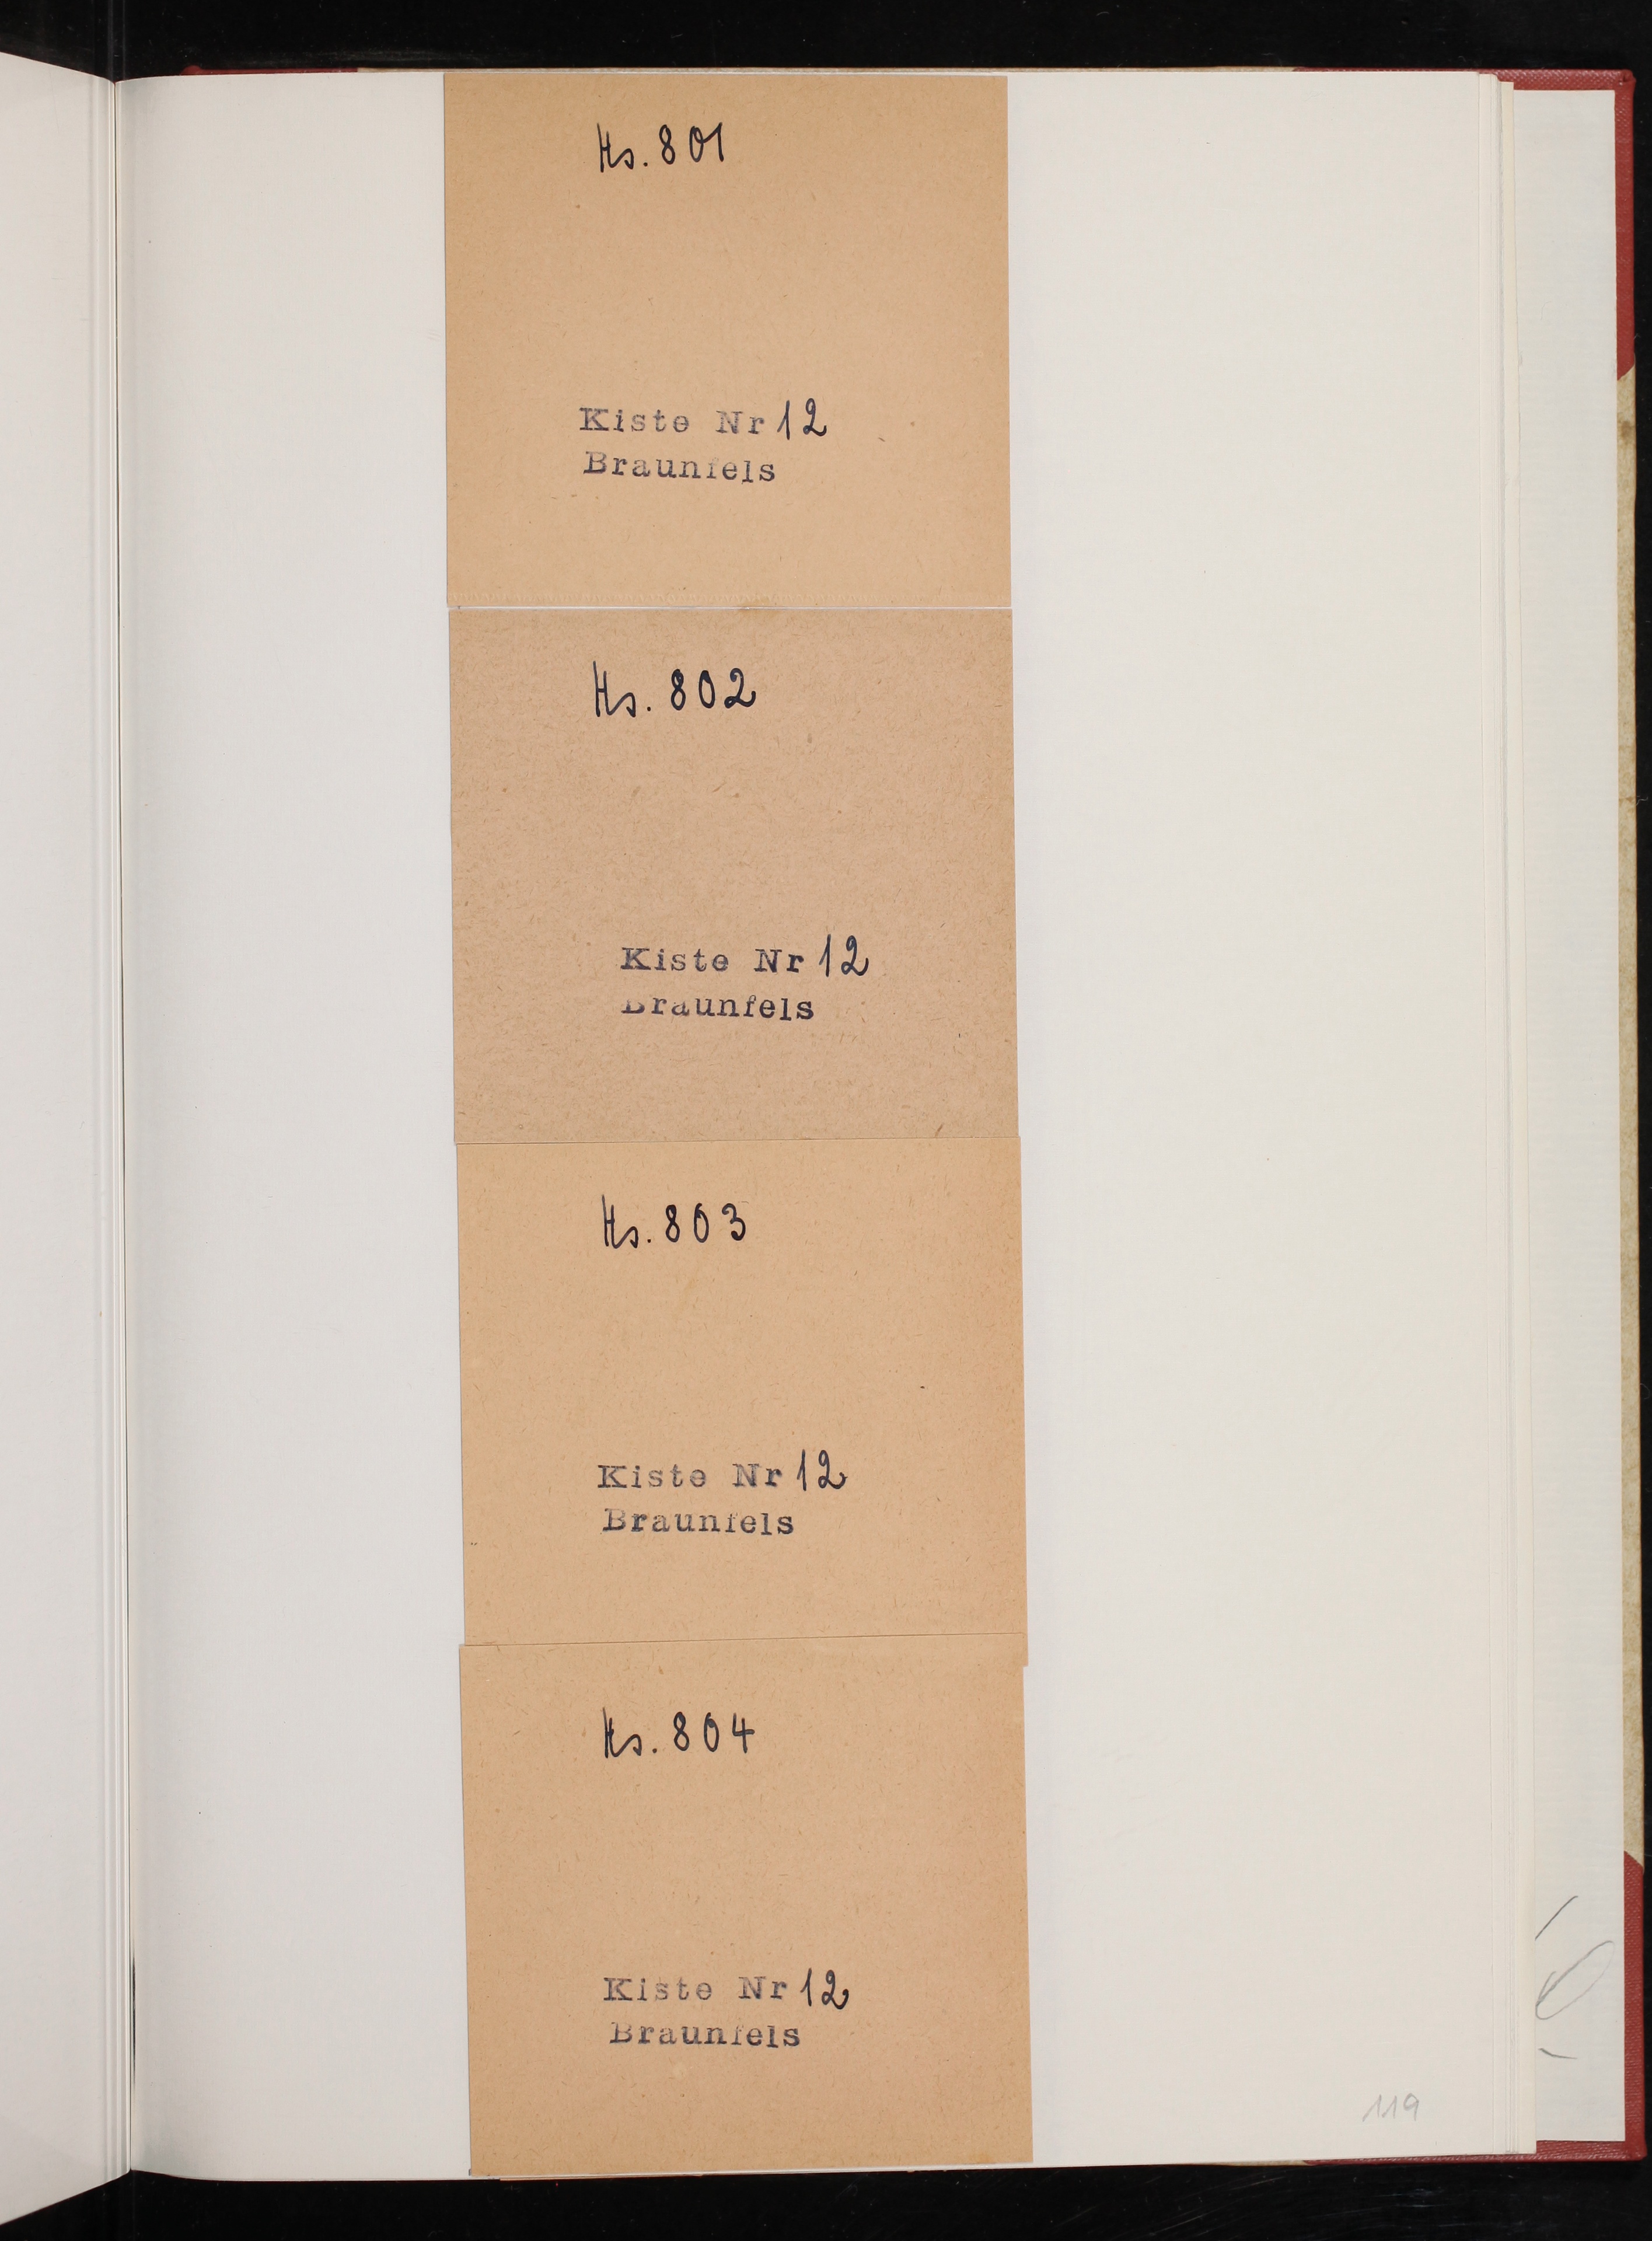 Hs. 801
Kiste Nr 12
Braunfels
Hs. 802
Kiste Nr 12
Braunfels
Hs. 803
Kiste Nr 12
Braunfels
Hs. 804
Kiste Nr 12
Braunfels
119